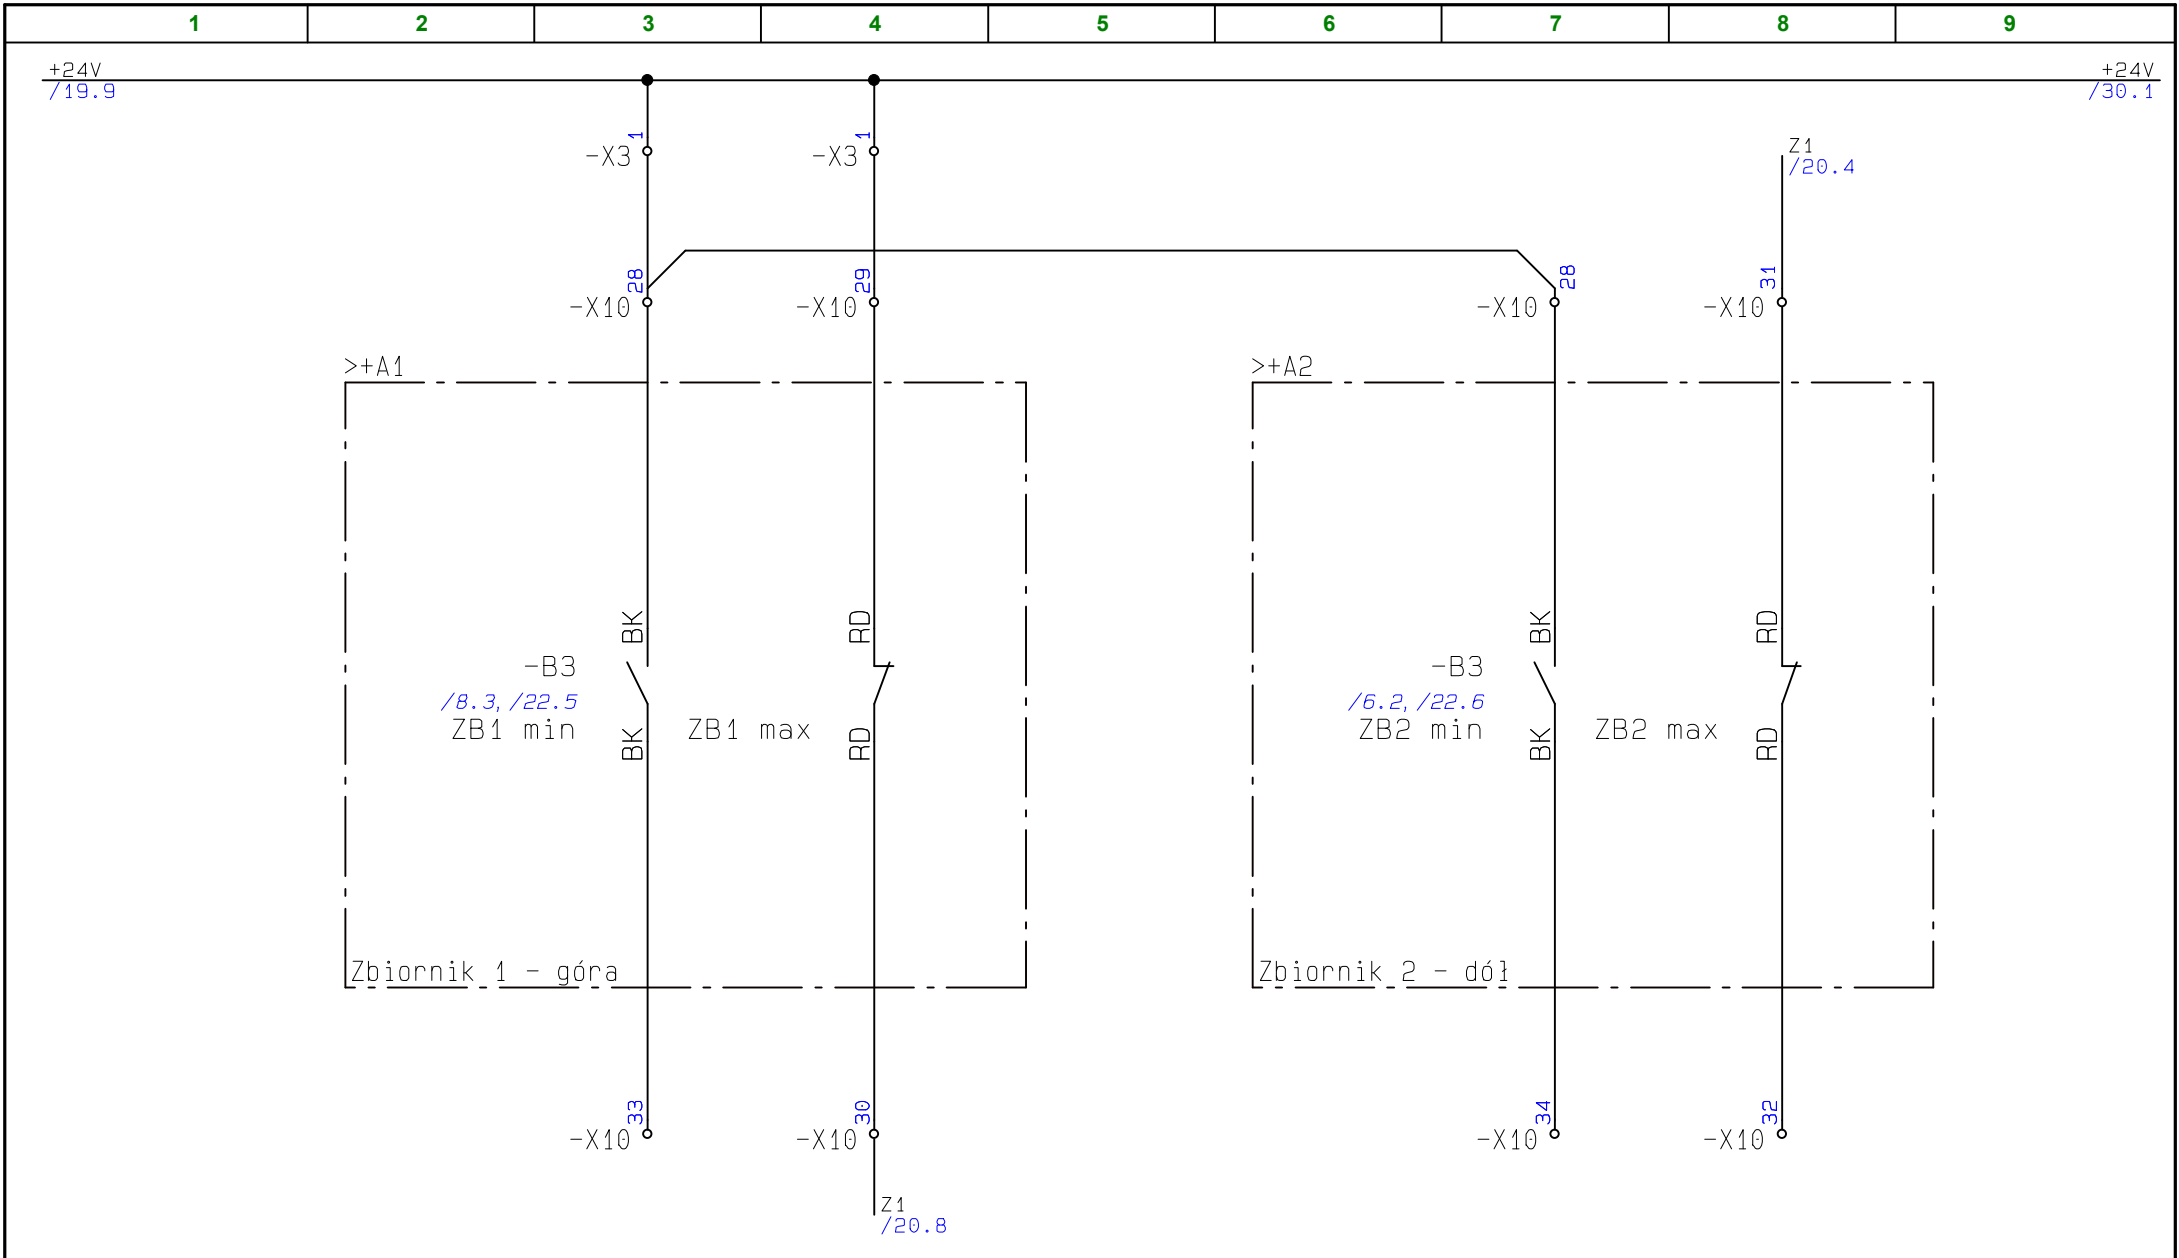 1 2 3 4 5 6 7 8 9
+24V +24V
/19.9 /30.1
1 1
-X3 -X3
Z1
/20.4
28 29 28 31
-X10 -X10 -X10 -X10
>+A1 >+A2
BK RD BK RD
-B3 -B3
/8.3, /22.5 /6.2, /22.6
ZB1 min ZB1 max ZB2 min ZB2 max
BK RD BK RD
Zbiornik 1 - góra Zbiornik 2 - dół
33 30 34 32
-X10 -X10 -X10 -X10
Z1
/20.8